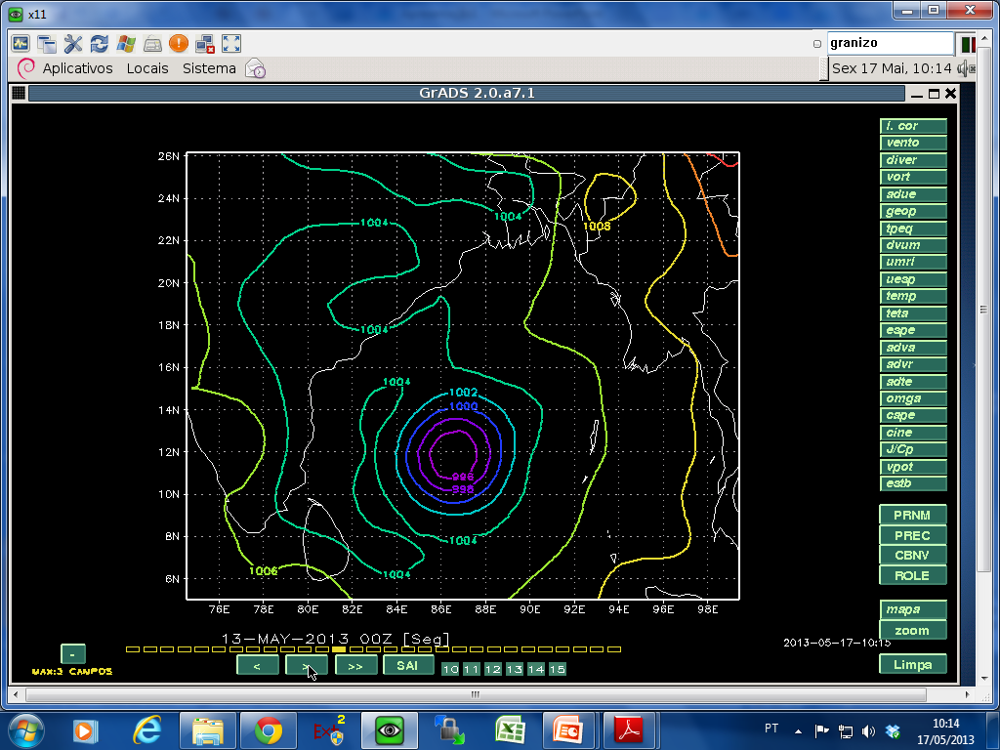 x11
granizo
Aplicativos Locais Sistema
Sex 17 Mai, 10:14
GrADS 2.0.a7.1
26N
24N
22N
20N
18N
16N
14N
12N
10N
8N
6N
76E 78E 80E 82E 84E 86E 88E 90E 92E 94E 96E 98E
1004
1008
1004
1004
1004
1002
1000
996
998
1004
1006
1004
l. cor
vento
diver
vort
adue
geop
tpeq
dvum
umrl
uesp
temp
teta
espe
adva
advr
adte
omga
cape
cine
J/Cp
vpot
estb
PRNM
PREC
CBNV
ROLE
mapa
zoom
Limpa
13-MAY-2013 00Z [Seg]
2013-05-17-10:15
-
MAX:3 CAMPOS
< > >> SAI 10 11 12 13 14 15
Ext 2
PT
10:14
17/05/2013